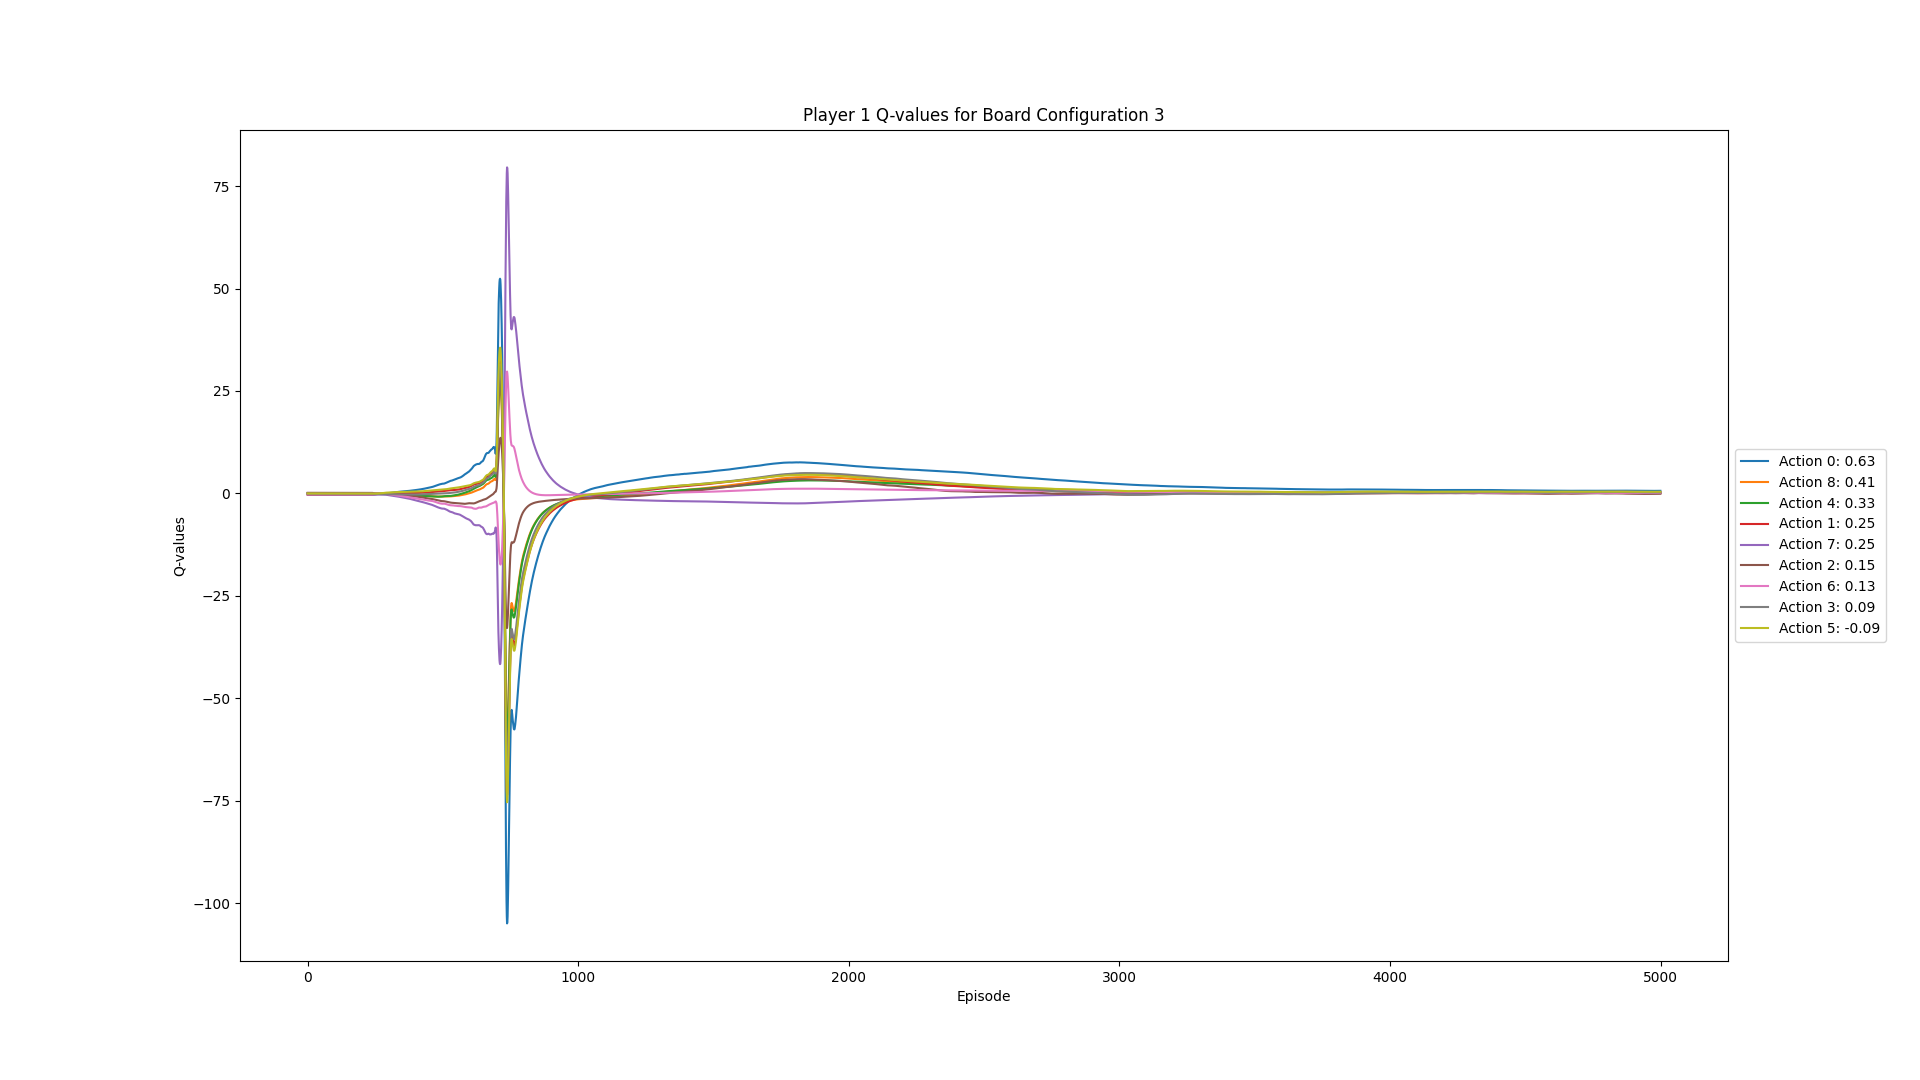 Player 1 Q-values for Board Configuration 3
75
50
25
0
−25
−50
−75
−100
Q-values
0
1000
2000
3000
4000
5000
Episode
Action 0: 0.63
Action 8: 0.41
Action 4: 0.33
Action 1: 0.25
Action 7: 0.25
Action 2: 0.15
Action 6: 0.13
Action 3: 0.09
Action 5: -0.09